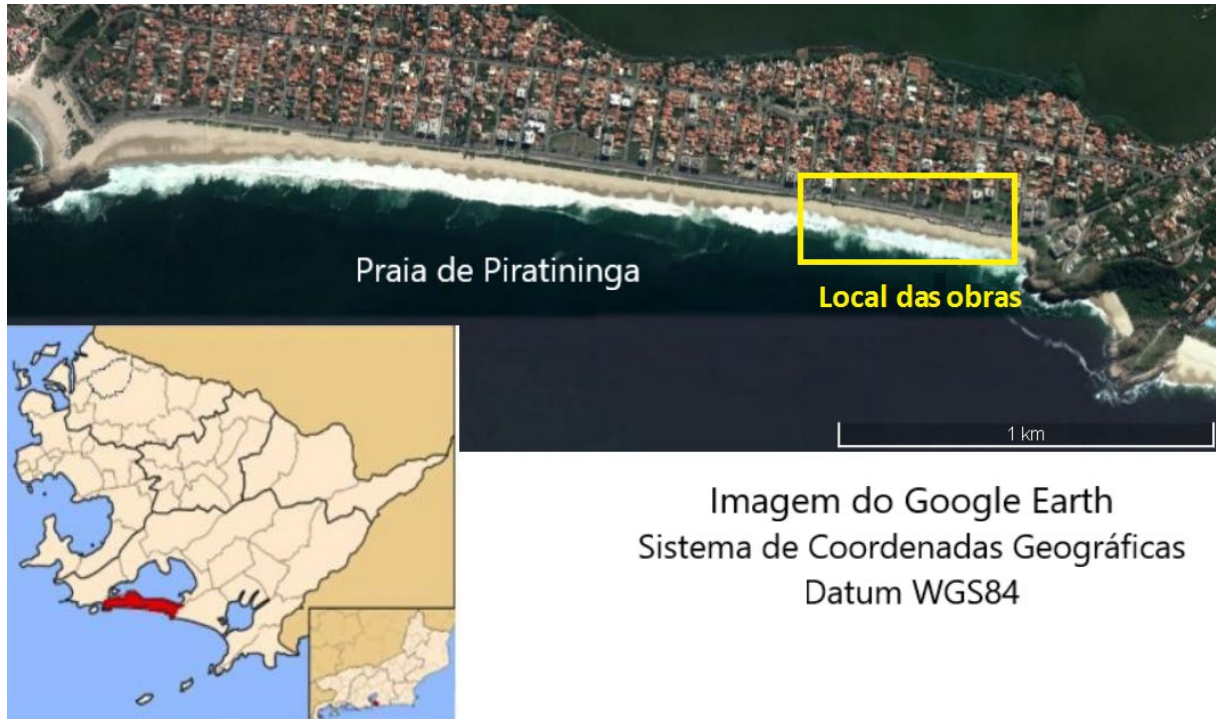 Praia de Piratininga
Local das obras
1 km
Imagem do Google Earth
Sistema de Coordenadas Geográficas
Datum WGS84